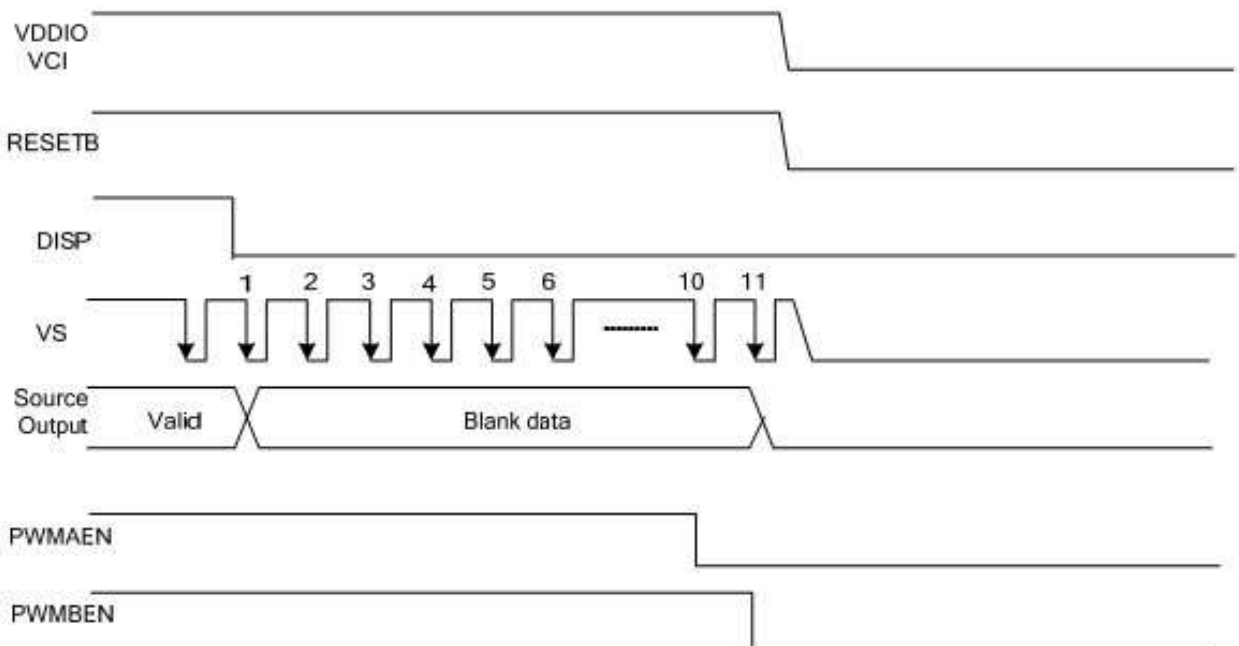 VDDIO
VCI
RESETB
DISP
1 2 3 4 5 6 10 11
VS
Source
Output
Valid
Blank data
PWMAEN
PWMBEN